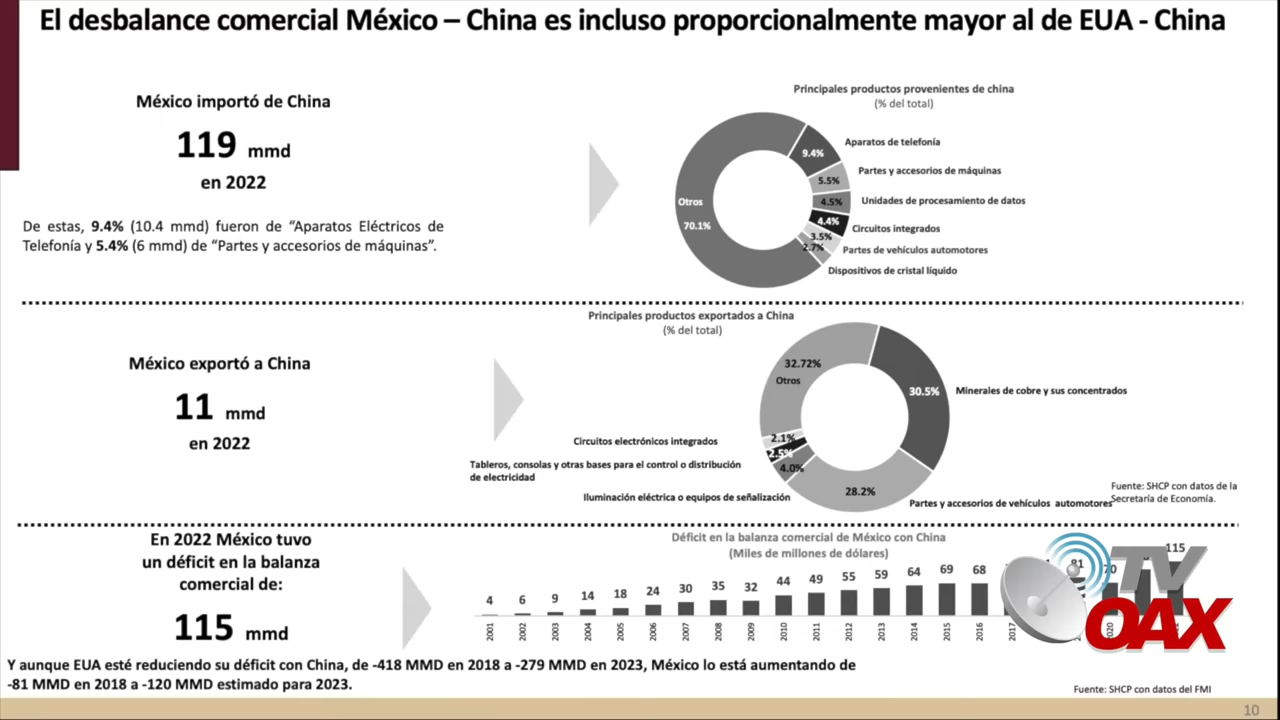 El desbalance comercial México – China es incluso proporcionalmente mayor al de EUA - China
México importó de China
119 mmd
en 2022
De estas, 9.4% (10.4 mmd) fueron de “Aparatos Eléctricos de
Telefonía y 5.4% (6 mmd) de “Partes y accesorios de máquinas”.
Principales productos provenientes de china
(% del total)
Otros
70.1%
9.4%
Aparatos de telefonía
5.5%
Partes y accesorios de máquinas
4.5%
Unidades de procesamiento de datos
4.4%
Circuitos integrados
3.5%
Partes de vehículos automotores
2.7%
Dispositivos de cristal líquido
México exportó a China
11 mmd
en 2022
Principales productos exportados a China
(% del total)
32.72%
Otros
30.5%
Minerales de cobre y sus concentrados
2.1%
Circuitos electrónicos integrados
2.5%
Tableros, consolas y otras bases para el control o distribución
de electricidad
4.0%
Iluminación eléctrica o equipos de señalización
28.2%
Partes y accesorios de vehículos automotores
Fuente: SHCP con datos de la
Secretaría de Economía.
En 2022 México tuvo
un déficit en la balanza
comercial de:
115 mmd
Déficit en la balanza comercial de México con China
(Miles de millones de dólares)
4 6 9 14 18 24 30 35 32 44 49 55 59 64 69 68 81 70 115
2001 2002 2003 2004 2005 2006 2007 2008 2009 2010 2011 2012 2013 2014 2015 2016 2017 2020
TV
OAX
Y aunque EUA esté reduciendo su déficit con China, de -418 MMD en 2018 a -279 MMD en 2023, México lo está aumentando de
-81 MMD en 2018 a -120 MMD estimado para 2023.
Fuente: SHCP con datos del FMI
10